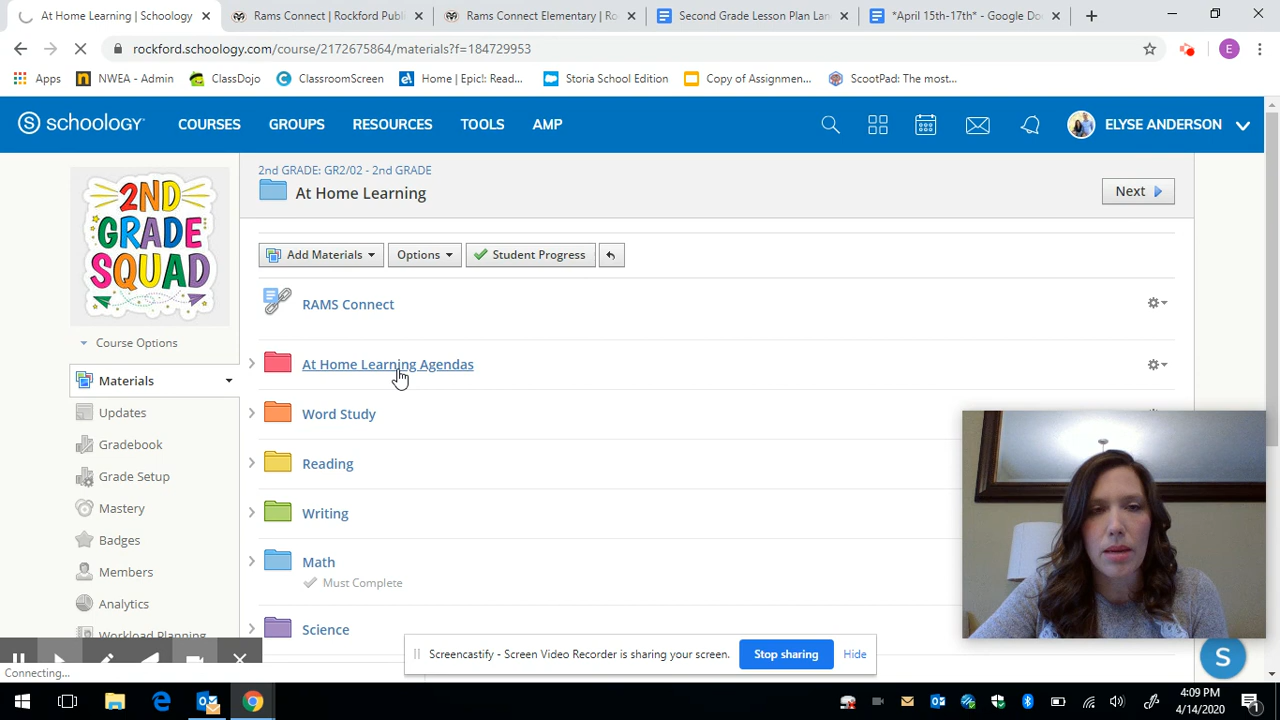 At Home Learning | Schoology
Rams Connect | Rockford Publ
Rams Connect Elementary | Ro
Second Grade Lesson Plan Lan
*April 15th-17th* - Google Do
rockford.schoology.com/course/2172675864/materials?f=184729953
E
Apps
NWEA - Admin
ClassDojo
ClassroomScreen
Home | Epic!: Read...
Storia School Edition
Copy of Assignmen...
ScootPad: The most...
S schoology
COURSES
GROUPS
RESOURCES
TOOLS
AMP
ELYSE ANDERSON
2ND
GRADE
SQUAD
2nd GRADE: GR2/02 - 2nd GRADE
At Home Learning
Next
Add Materials
Options
Student Progress
Course Options
Materials
Updates
Gradebook
Grade Setup
Mastery
Badges
Members
Analytics
Workload Planning
RAMS Connect
At Home Learning Agendas
Word Study
Reading
Writing
Math
Must Complete
Science
Screencastify - Screen Video Recorder is sharing your screen.
Stop sharing
Hide
S
Connecting...
4:09 PM
4/14/2020
1